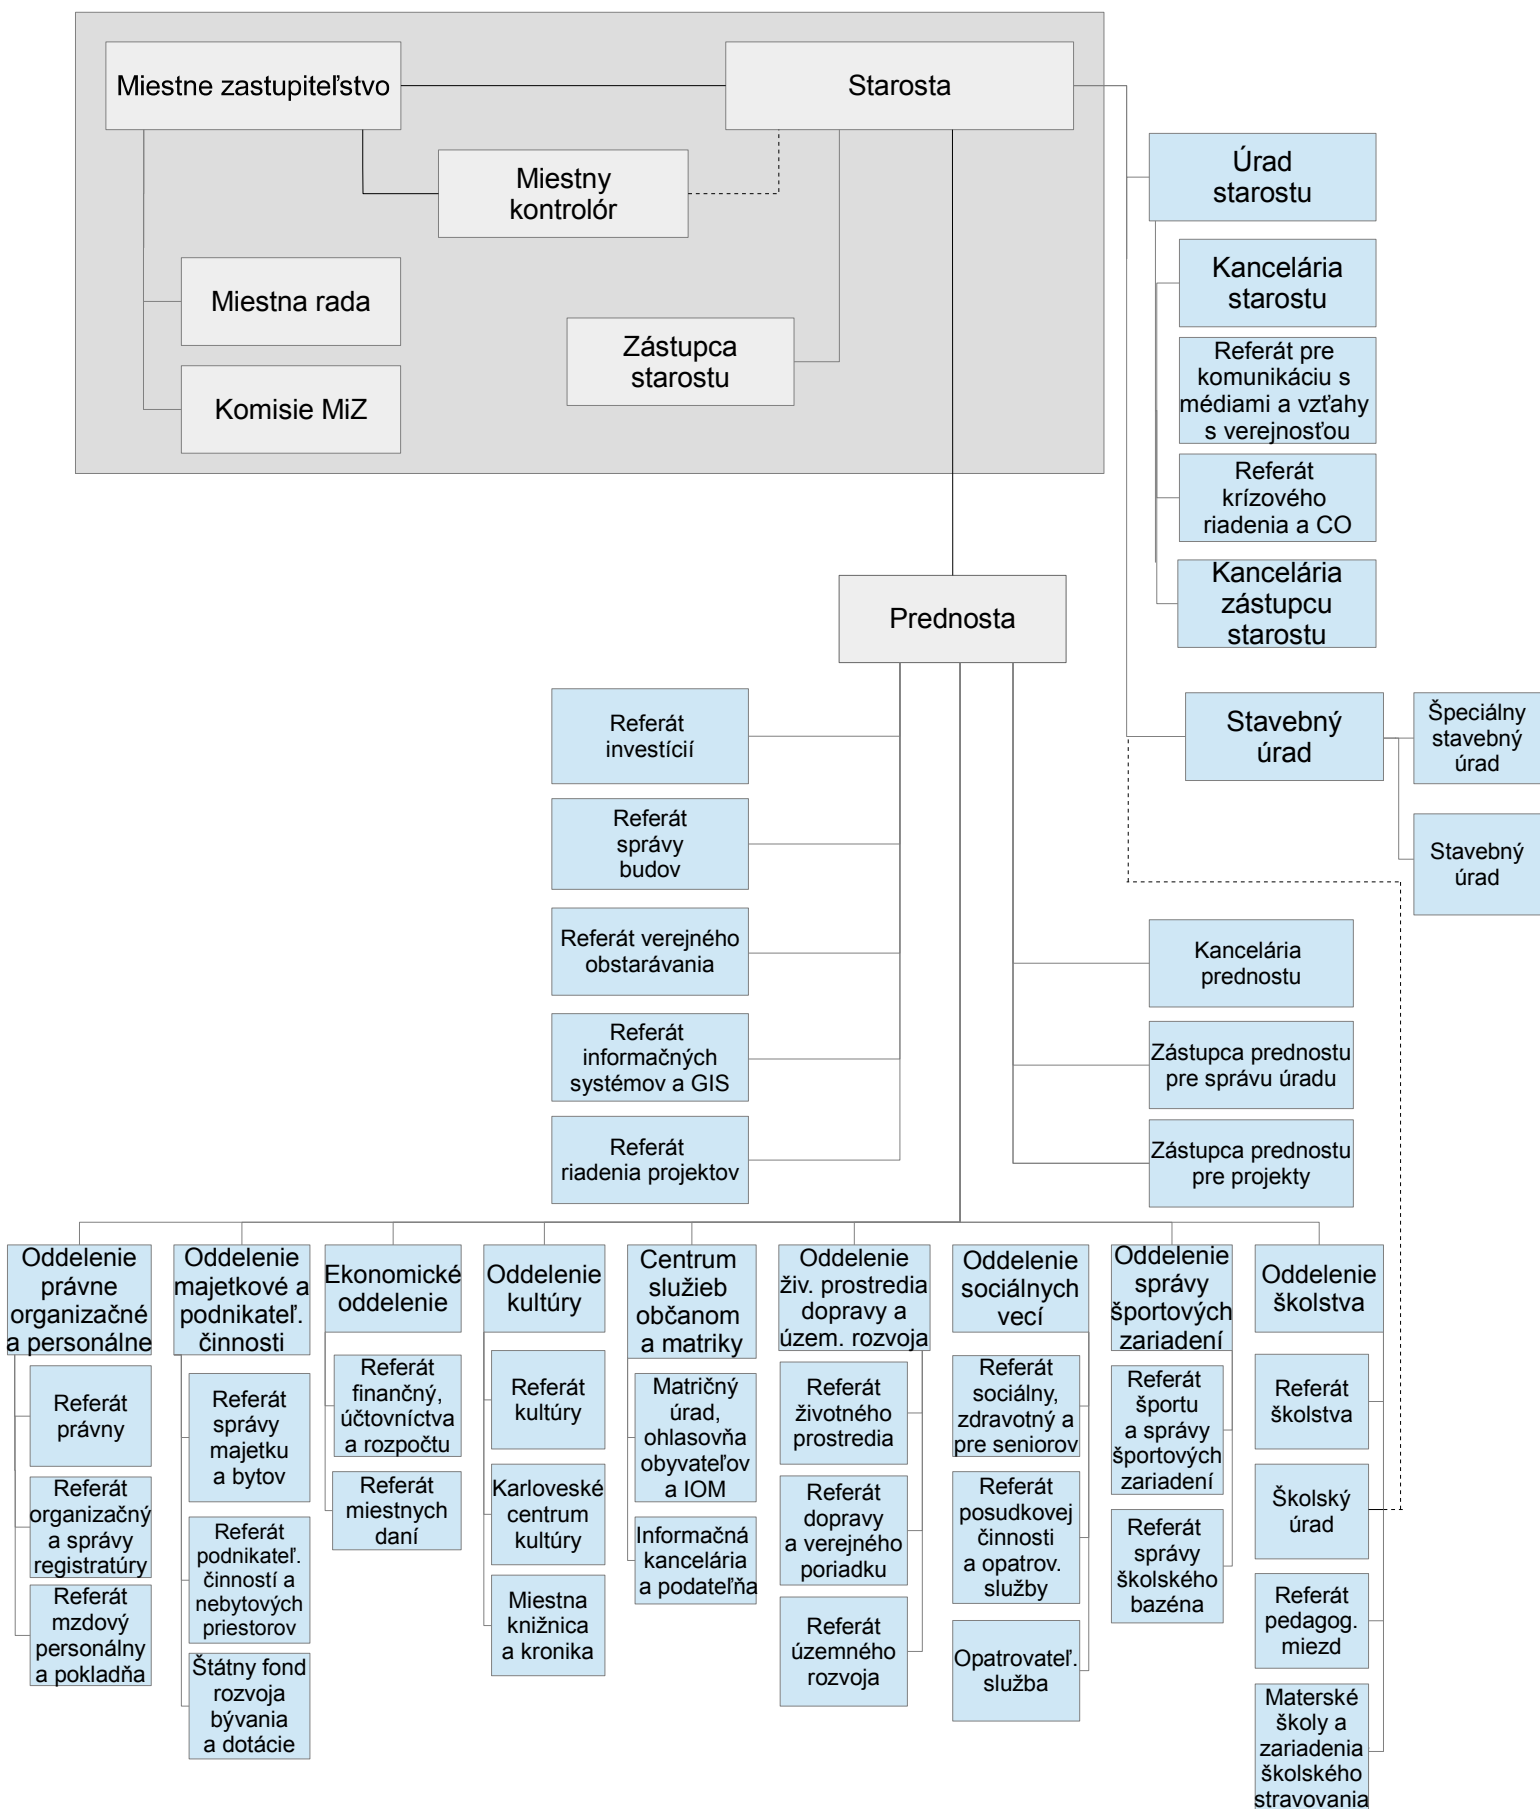 Miestne zastupiteľstvo
Starosta
Miestny
kontrolór
Miestna rada
Komisie MiZ
Zástupca
starostu
Úrad
starostu
Kancelária
starostu
Referát pre
komunikáciu s
médiami a vzťahy
s verejnosťou
Referát
krízového
riadenia a CO
Kancelária
zástupcu
starostu
Prednosta
Stavebný
úrad
Špeciálny
stavebný
úrad
Stavebný
úrad
Referát
investícií
Referát
správy
budov
Referát verejného
obstarávania
Referát
informačných
systémov a GIS
Referát
riadenia projektov
Kancelária
prednostu
Zástupca prednostu
pre správu úradu
Zástupca prednostu
pre projekty
Oddelenie
právne
organizačné
a personálne
Referát
právny
Referát
organizačný
a správy
registratúry
Referát
mzdový
personálny
a pokladňa
Oddelenie
majetkové a
podnikateľ.
činnosti
Referát
správy
majetku
a bytov
Referát
podnikateľ.
činností a
nebytových
priestorov
Štátny fond
rozvoja
bývania
a dotácie
Ekonomické
oddelenie
Referát
finančný,
účtovníctva
a rozpočtu
Referát
miestnych
daní
Oddelenie
kultúry
Referát
kultúry
Karloveské
centrum
kultúry
Miestna
knižnica
a kronika
Centrum
služieb
občanom
a matriky
Matričný
úrad,
ohlasovňa
obyvateľov
a IOM
Informačná
kancelária
a podateľňa
Oddelenie
živ. prostredia
dopravy a
územ. rozvoja
Referát
životného
prostredia
Referát
dopravy
a verejného
poriadku
Referát
územného
rozvoja
Oddelenie
sociálnych
vecí
Referát
sociálny,
zdravotný a
pre seniorov
Referát
posudkovej
činnosti
a opatrov.
služby
Opatrovateľ.
služba
Oddelenie
správy
športových
zariadení
Referát
športu
a správy
športových
zariadení
Referát
správy
školského
bazéna
Oddelenie
školstva
Referát
školstva
Školský
úrad
Referát
pedagog.
miezd
Materské
školy a
zariadenia
školského
stravovania